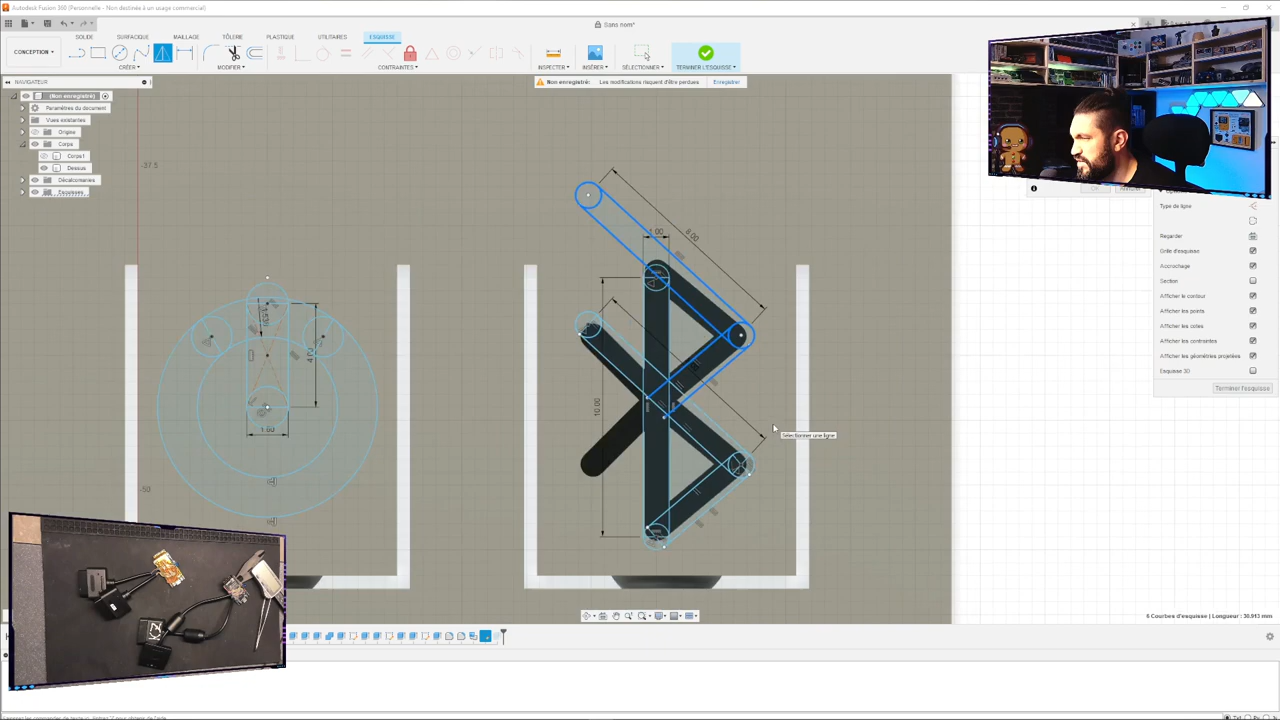 Autodesk Fusion 360 (Personnelle - Non destinée à un usage commercial)
Sans nom*
CONCEPTION
SOLIDE
SURFACIQUE
MAILLAGE
TÔLERIE
PLASTIQUE
UTILITAIRES
ESQUISSE
CRÉER
MODIFIER
CONTRAINTES
INSPECTER
INSÉRER
SÉLECTIONNER
TERMINER L'ESQUISSE
NAVIGATEUR
Non enregistré:
Les modifications risquent d'être perdues
Enregistrer
(Non enregistré)
Paramètres du document
Vues existantes
Origine
Corps
Corps1
Dessus
Décalcomanies
Esquisses
-37.5
-50
1.60
1.00
8.00
10.00
Sélectionner une ligne
Type de ligne
Regarder
Grille d'esquisse
Accrochage
Section
Afficher le contour
Afficher les points
Afficher les cotes
Afficher les contraintes
Afficher les géométries projetées
Esquisse 3D
Terminer l'esquisse
6 Courbes d'esquisse | Longueur : 30.913 mm
Txt